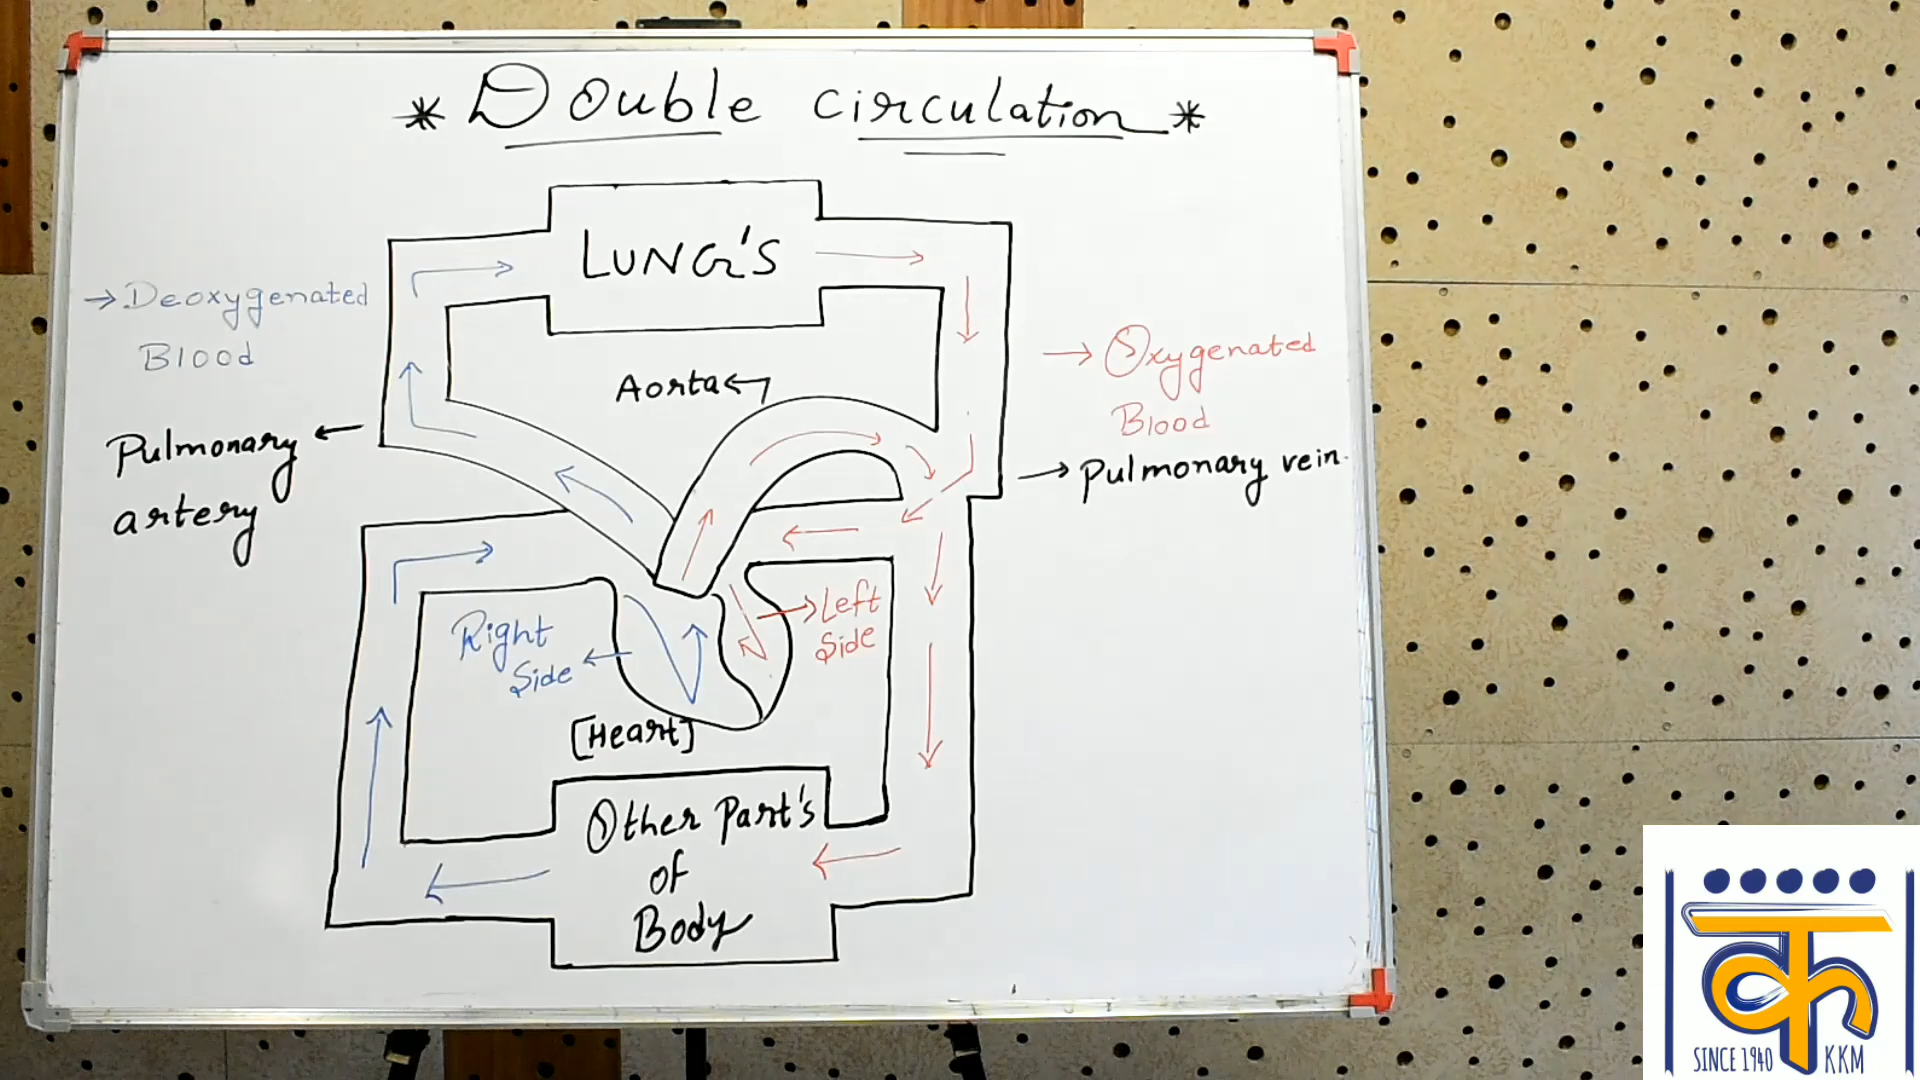 * Double circulation *
LUNG'S
→ Deoxygenated
Blood
Aorta
→ Oxygenated
Blood
Pulmonary ←
artery
→ Pulmonary vein.
Right
Side ←
→ Left
Side
[Heart]
Other Part's
of
Body
क
SINCE 1940 KKM